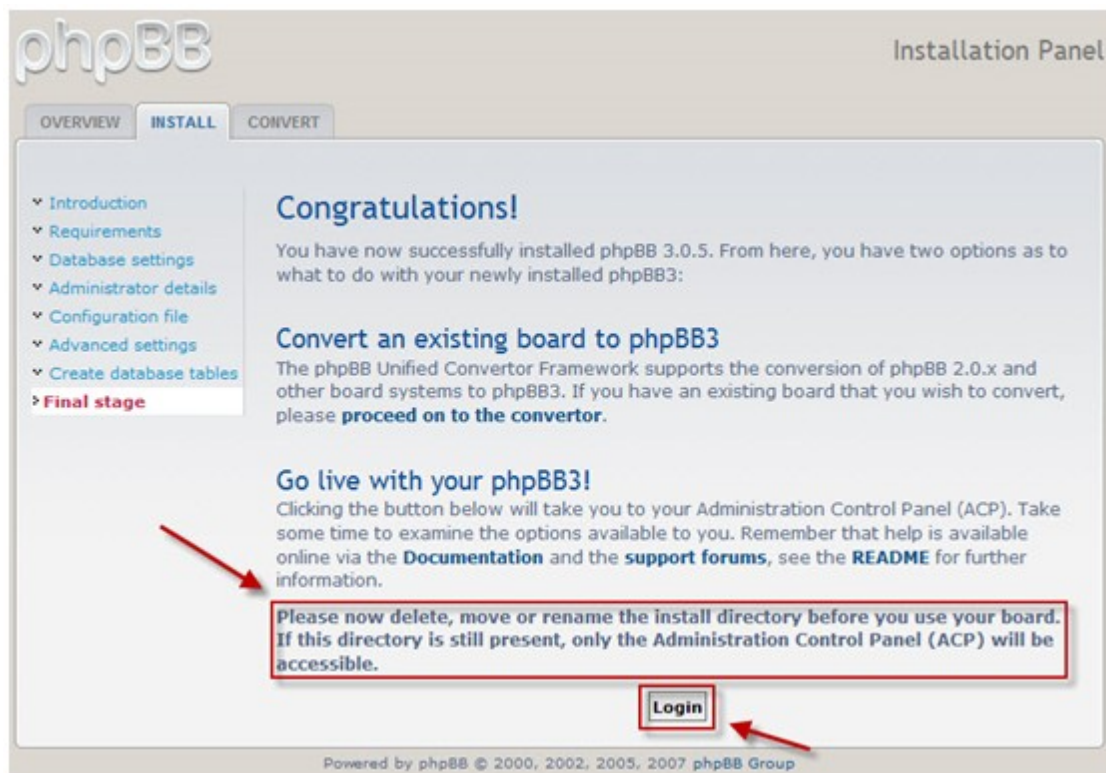 phpBB
Installation Panel
OVERVIEW INSTALL CONVERT
Introduction
Requirements
Database settings
Administrator details
Configuration file
Advanced settings
Create database tables
Final stage
Congratulations!
You have now successfully installed phpBB 3.0.5. From here, you have two options as to
what to do with your newly installed phpBB3:
Convert an existing board to phpBB3
The phpBB Unified Convertor Framework supports the conversion of phpBB 2.0.x and
other board systems to phpBB3. If you have an existing board that you wish to convert,
please proceed on to the convertor.
Go live with your phpBB3!
Clicking the button below will take you to your Administration Control Panel (ACP). Take
some time to examine the options available to you. Remember that help is available
online via the Documentation and the support forums, see the README for further
information.
Please now delete, move or rename the install directory before you use your board.
If this directory is still present, only the Administration Control Panel (ACP) will be
accessible.
Login
Powered by phpBB © 2000, 2002, 2005, 2007 phpBB Group